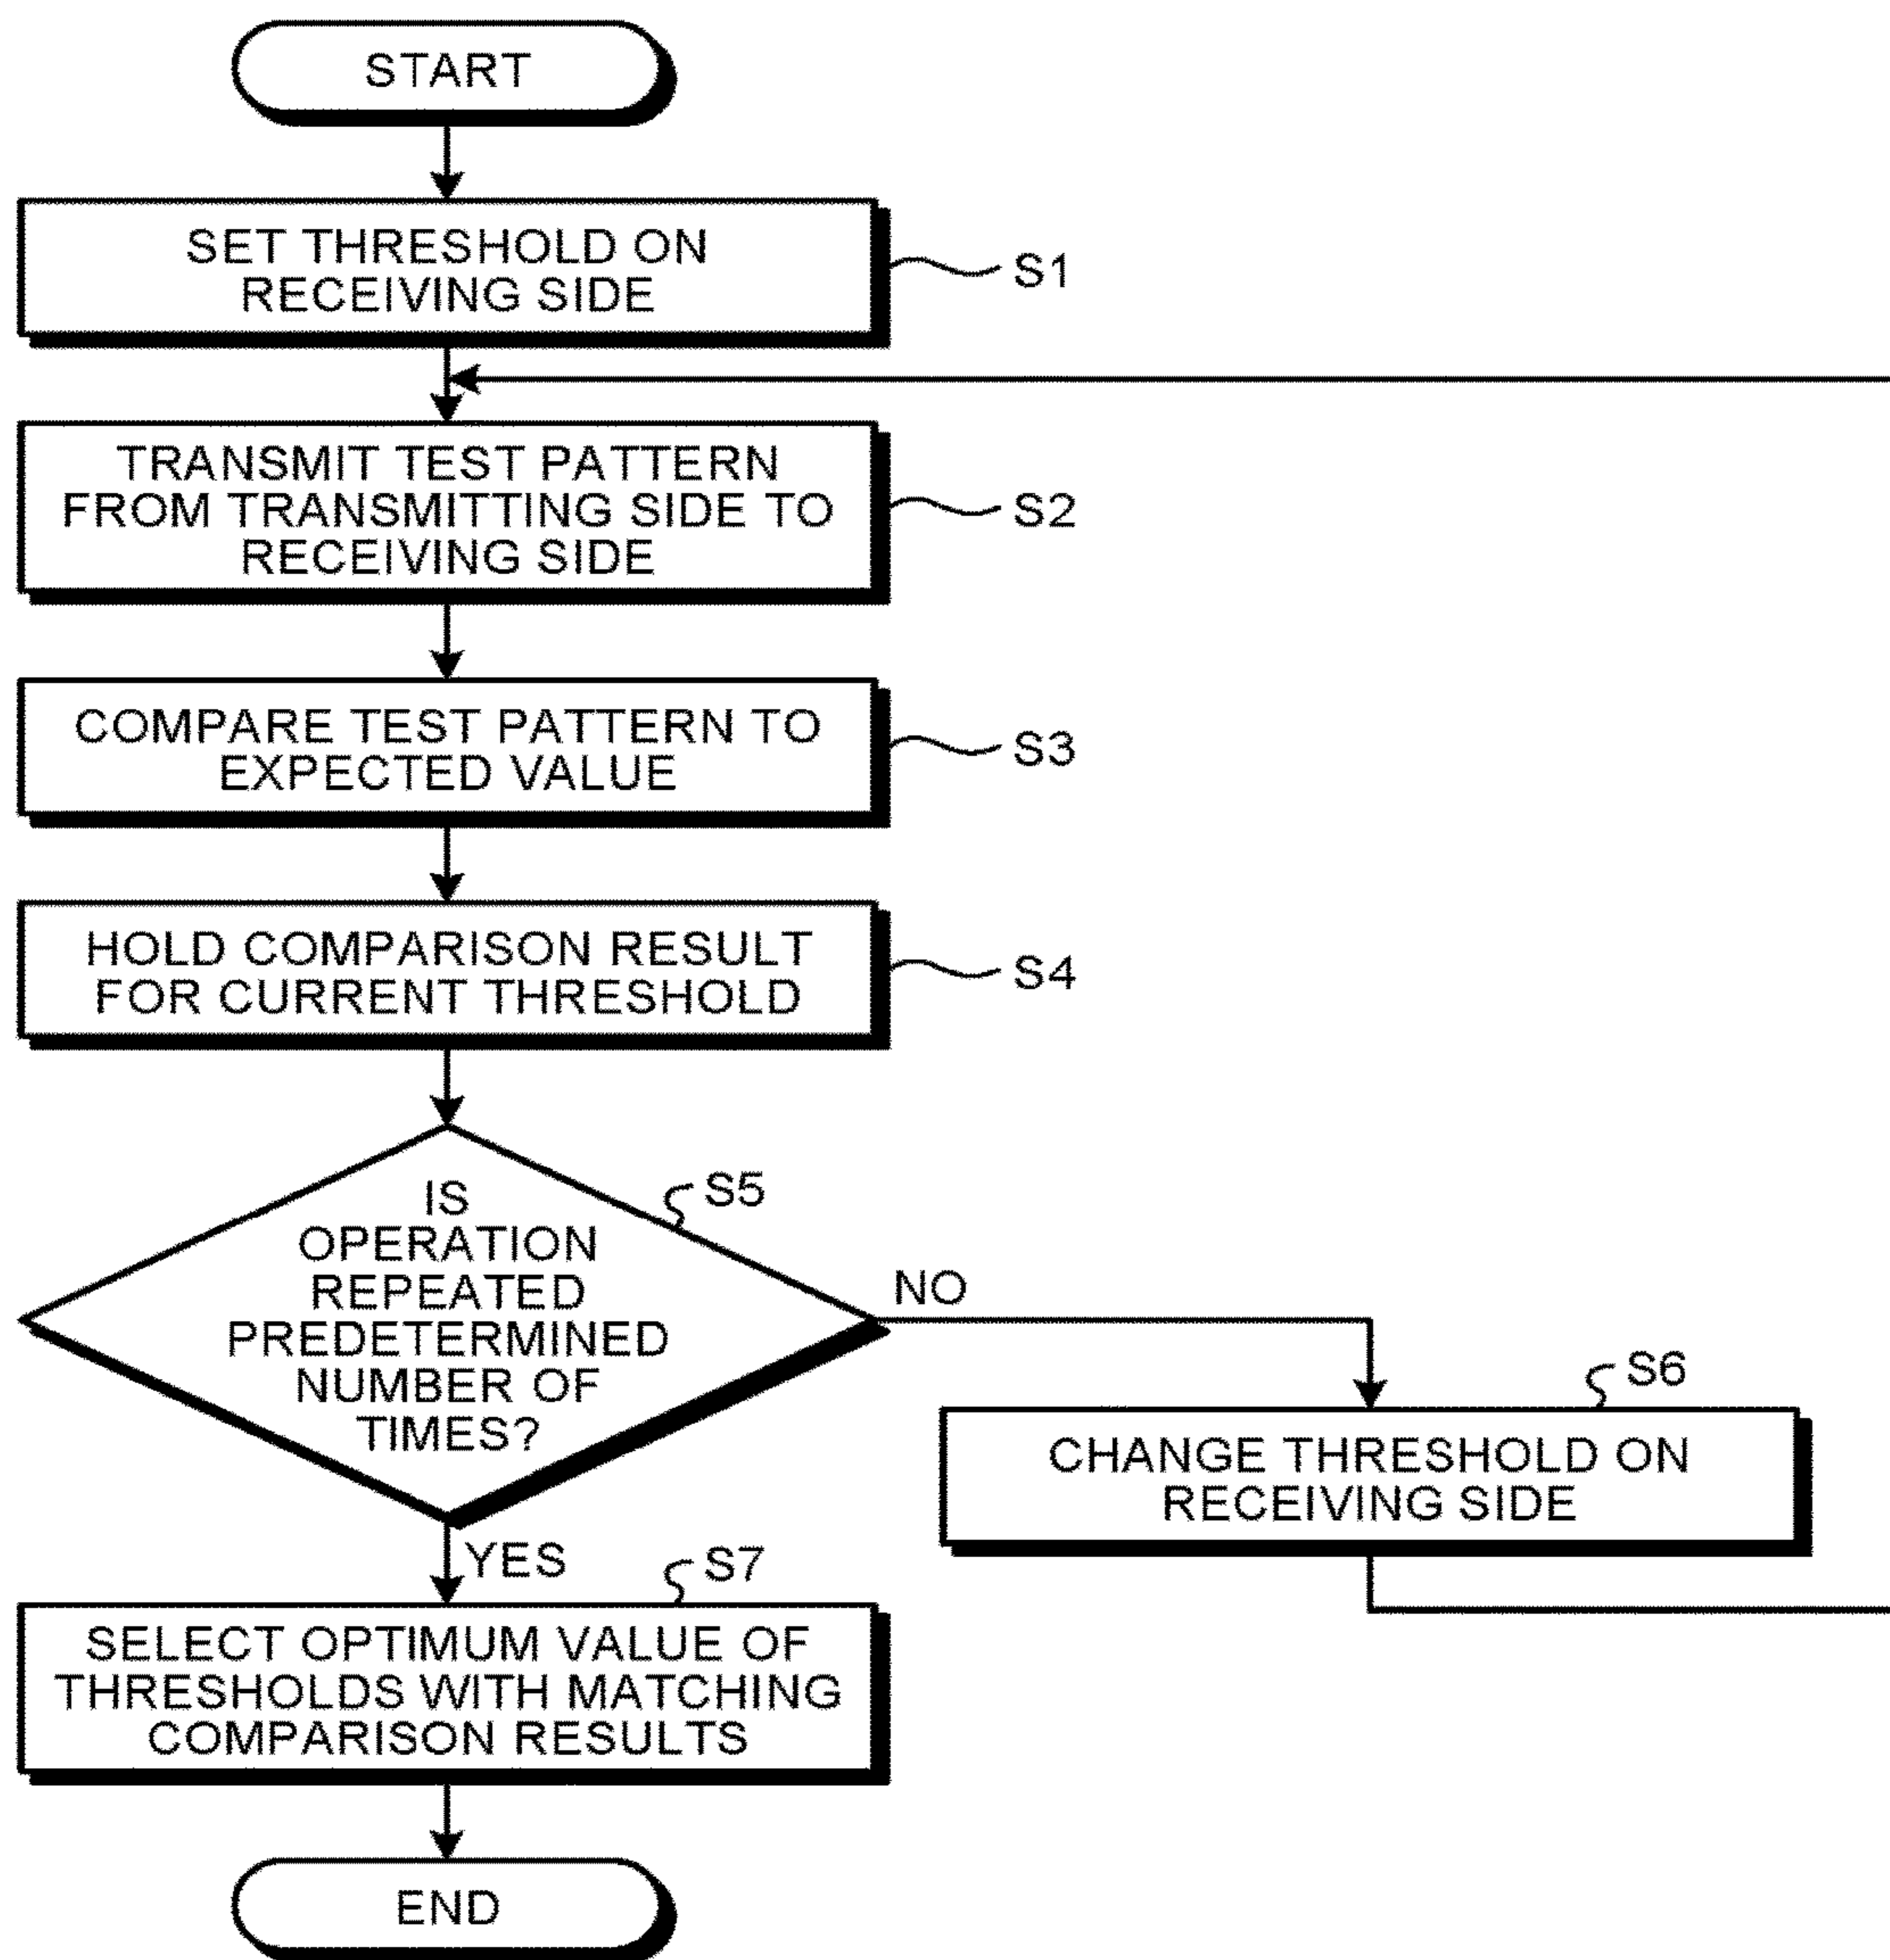 START
SET THRESHOLD ON
RECEIVING SIDE
S1
TRANSMIT TEST PATTERN
FROM TRANSMITTING SIDE TO
RECEIVING SIDE
S2
COMPARE TEST PATTERN TO
EXPECTED VALUE
S3
HOLD COMPARISON RESULT
FOR CURRENT THRESHOLD
S4
IS
OPERATION
REPEATED
PREDETERMINED
NUMBER OF
TIMES?
S5
NO
S6
CHANGE THRESHOLD ON
RECEIVING SIDE
YES
S7
SELECT OPTIMUM VALUE OF
THRESHOLDS WITH MATCHING
COMPARISON RESULTS
END